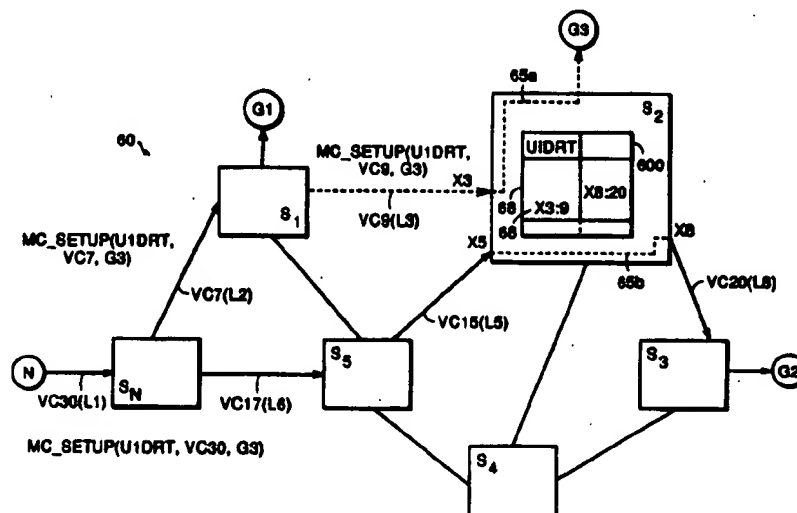 G3
65a
S2
G1
60
MC_SETUP(U1DRT,
VC9, G3)
X3
UIDRT
600
68
66
X3:9
X8:20
S1
VC9(L3)
MC_SETUP(U1DRT,
VC7, G3)
X5
X8
65b
VC7(L2)
VC15(L5)
VC20(L8)
N
SN
S5
S3
G2
VC30(L1)
VC17(L6)
MC_SETUP(U1DRT, VC30, G3)
S4